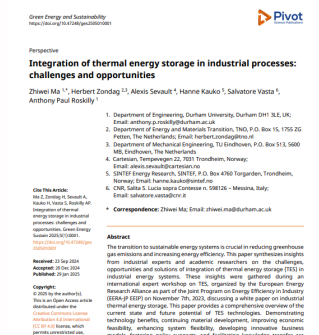 Green Energy and Sustainability
https://doi.org/10.47248/ges2505010001
Pivot
Science Publications
Perspective
Integration of thermal energy storage in industrial processes:
challenges and opportunities
Zhiwei Ma 1,*, Herbert Zondag 2,3, Alexis Sevault 4, Hanne Kauko 5, Salvatore Vasta 6,
Anthony Paul Roskilly 1
1. Department of Engineering, Durham University, Durham DH1 3LE, UK;
Email: anthony.p.roskilly@durham.ac.uk
2. Department of Energy and Materials Transition, TNO, P.O. Box 15, 1755 ZG
Petten, The Netherlands; Email: herbert.zondag@tno.nl
3. Department of Mechanical Engineering, TU Eindhoven, P.O. Box 513, 5600
MB, Eindhoven, The Netherlands
4. Cartesian, Tempevegen 22, 7031 Trondheim, Norway;
Email: alexis.sevault@cartesian.no
5. SINTEF Energy Research, SINTEF, P.O. Box 4760 Torgarden, Trondheim,
Norway; Email: hanne.kauko@sintef.no
6. CNR, Salita S. Lucia sopra Contesse n. 598126 – Messina, Italy;
Email: salvatore.vasta@cnr.it
* Correspondence: Zhiwei Ma; Email: zhiwei.ma@durham.ac.uk
Cite This Article:
Ma Z, Zondag H, Sevault A,
Kauko H, Vasta S, Roskilly AP.
Integration of thermal
energy storage in industrial
processes: challenges and
opportunities. Green Energy
Sustain 2025;5(1):0001.
https://doi.org/10.47248/ges
2505010001
Received: 23 Sep 2024
Accepted: 20 Dec 2024
Published: 29 Jan 2025
Copyright:
© 2025 by the author(s).
This is an Open Access article
distributed under the
Creative Commons License
Attribution 4.0 International
(CC BY 4.0) license, which
permits unrestricted use,
Abstract
The transition to sustainable energy systems is crucial in reducing greenhouse
gas emissions and increasing energy efficiency. This paper synthesizes insights
from industrial experts and academic researchers on the challenges,
opportunities and solutions of integration of thermal energy storage (TES) in
industrial energy systems. These insights were gathered during an
international expert workshop on TES, organized by the European Energy
Research Alliance as part of the Joint Program on Energy Efficiency in Industry
(EERA-JP EEIP) on November 7th, 2023, discussing a white paper on industrial
thermal energy storage. This paper provides a comprehensive overview of the
current state and future potential of TES technologies. Demonstrating
technology benefits, continuing material development, improving economic
feasibility, enhancing system flexibility, developing innovative business